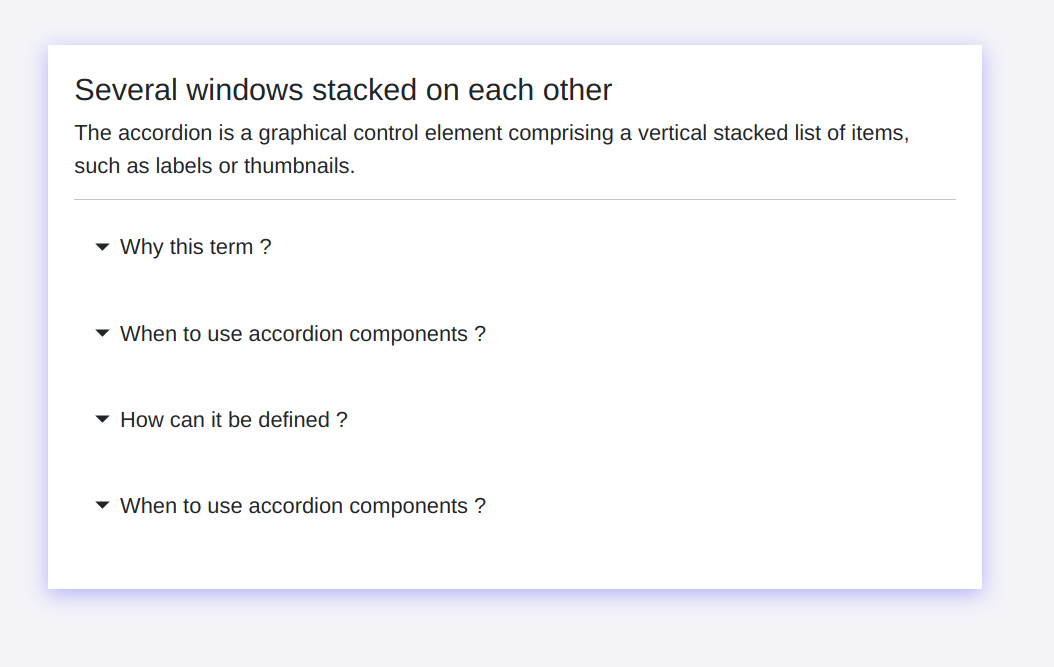 Several windows stacked on each other
The accordion is a graphical control element comprising a vertical stacked list of items,
such as labels or thumbnails.
Why this term ?
When to use accordion components ?
How can it be defined ?
When to use accordion components ?